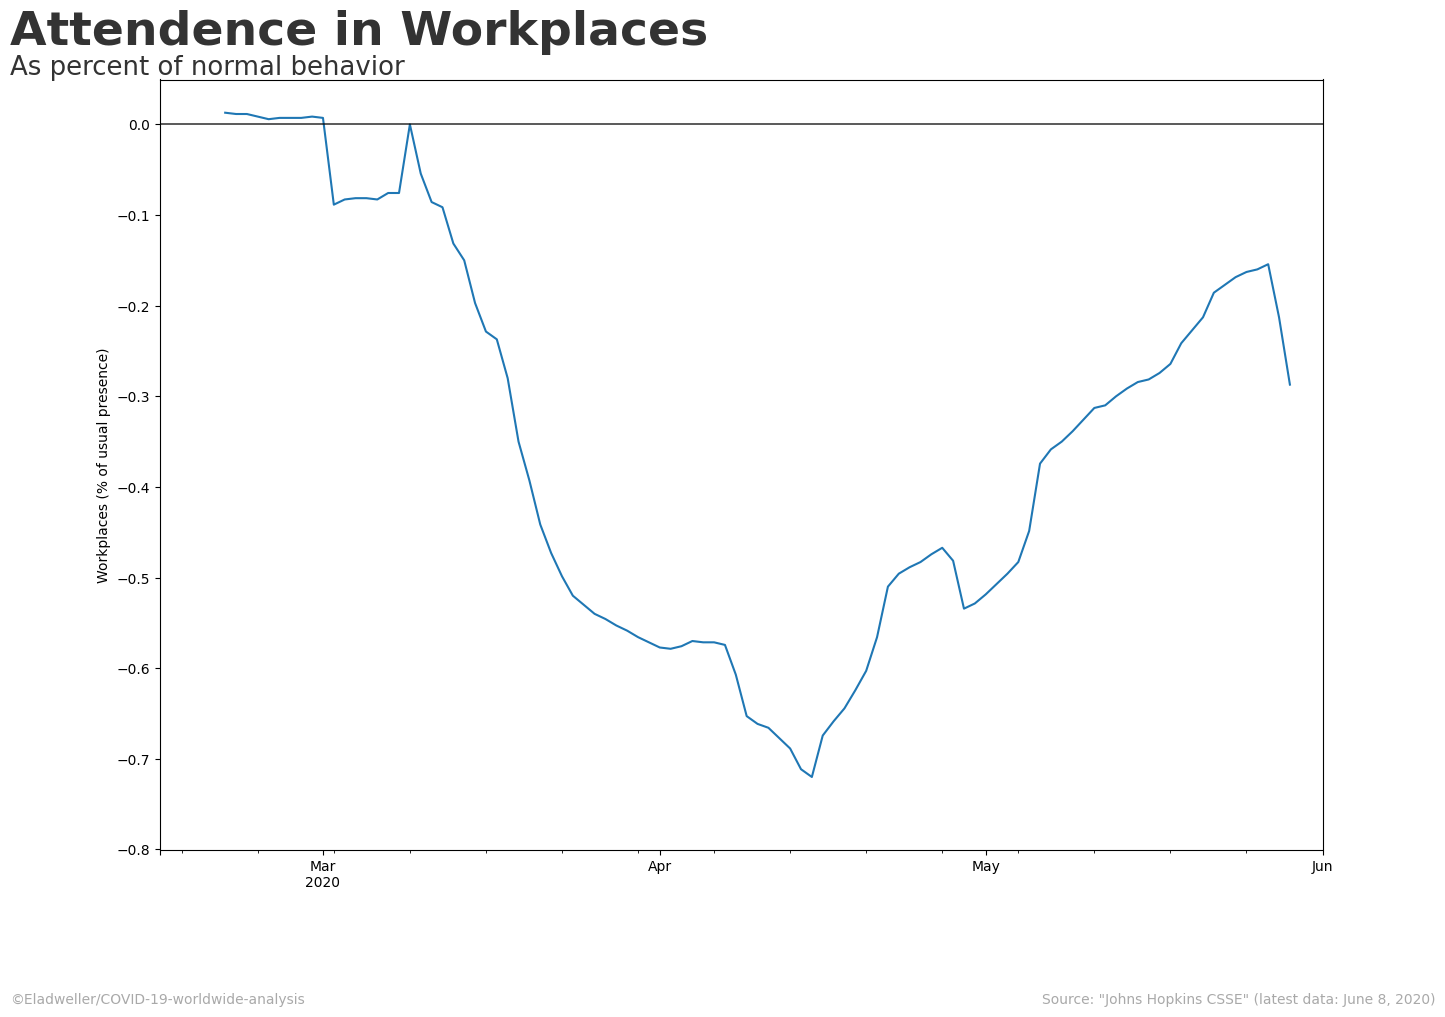 Attendence in Workplaces
As percent of normal behavior
Workplaces (% of usual presence)
0.0
−0.1
−0.2
−0.3
−0.4
−0.5
−0.6
−0.7
−0.8
Mar
2020
Apr
May
Jun
©Eladweller/COVID-19-worldwide-analysis
Source: "Johns Hopkins CSSE" (latest data: June 8, 2020)